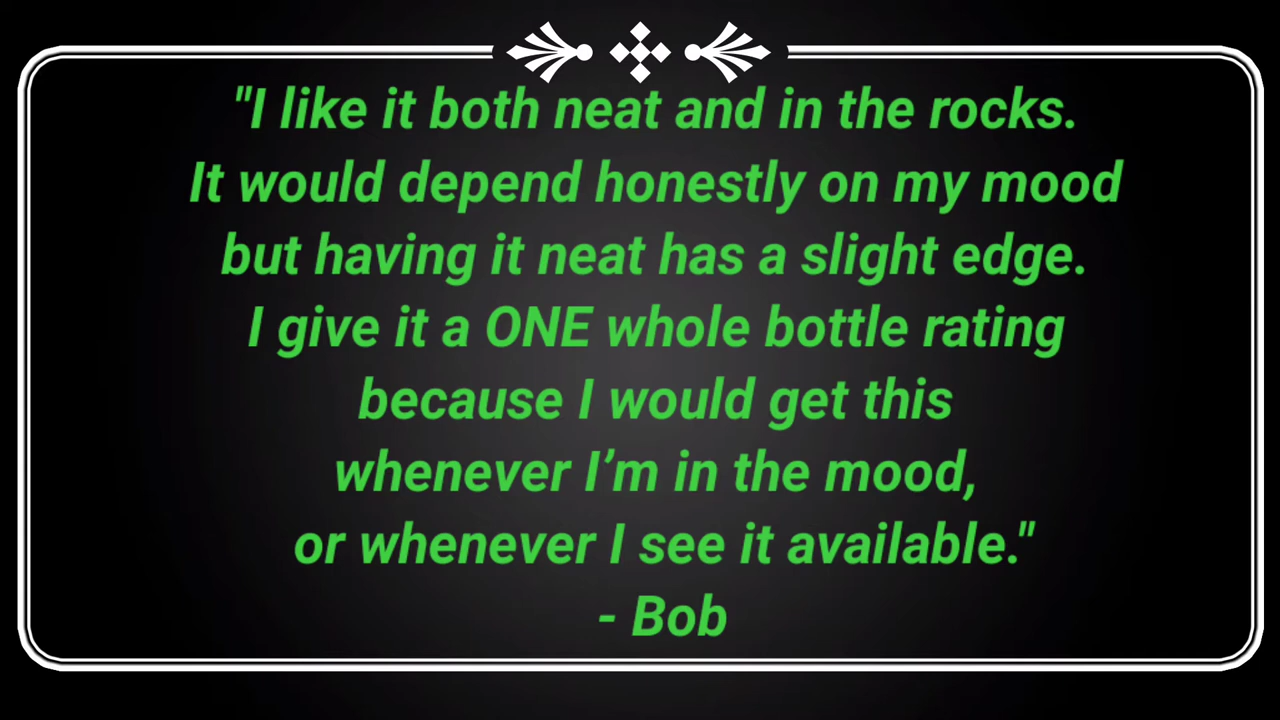 "I like it both neat and in the rocks.
It would depend honestly on my mood
but having it neat has a slight edge.
I give it a ONE whole bottle rating
because I would get this
whenever I’m in the mood,
or whenever I see it available."
- Bob